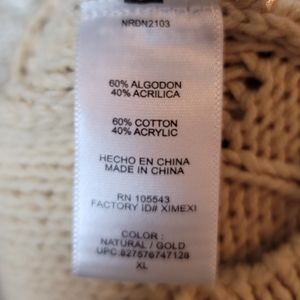 NRDN2103
60% ALGODON
40% ACRILICA
60% COTTON
40% ACRYLIC
HECHO EN CHINA
MADE IN CHINA
RN 105543
FACTORY ID# XIMEXI
COLOR :
NATURAL / GOLD
UPC:827576747128
XL